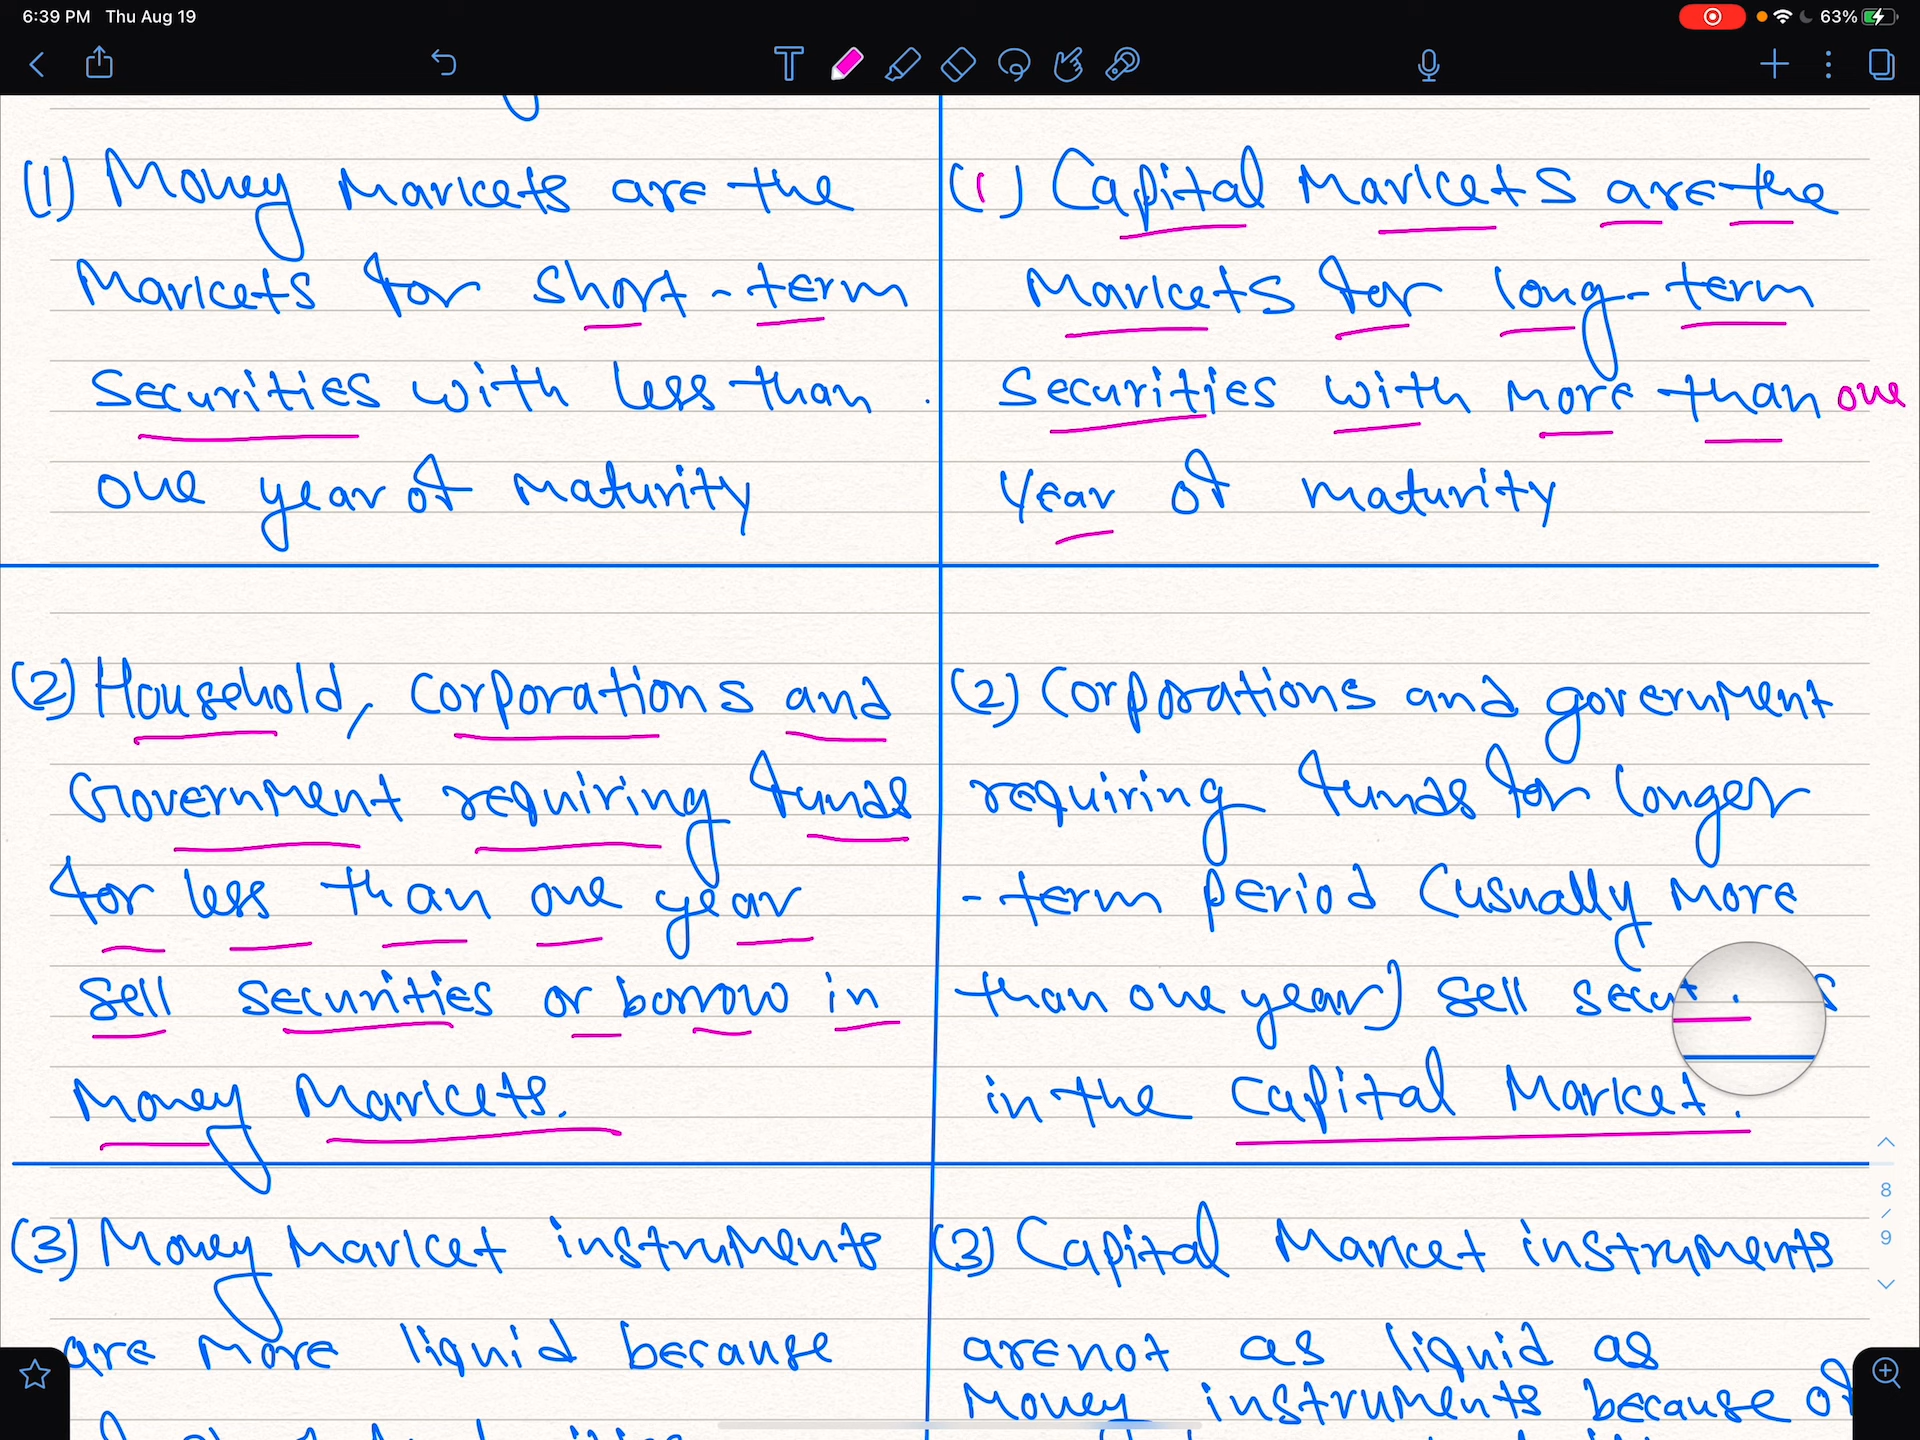 6:39 PM Thu Aug 19
63%
(1) Money Markets are the
Markets for short-term
Securities with less than
one year of Maturity
(1) Capital Markets are the
Markets for long-term
Securities with more than one
Year of maturity
(2) Household, corporations and
Government requiring funds
for less than one year
sell securities or borrow in
Money Markets.
(2) Corporations and government
requiring funds for longer
-term period (usually more
than one year) sell
in the Capital Market.
(3) Money Market instruments
are more liquid because
(3) Capital Market instruments
are not as liquid as
Money instruments because of
8
/
9